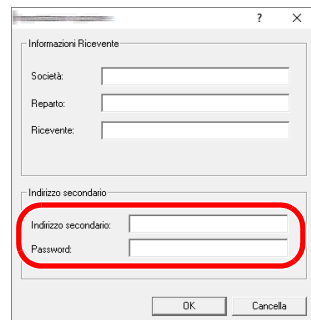 ? ×
Informazioni Ricevente
Società:
Reparto:
Ricevente:
Indirizzo secondario
Indirizzo secondario:
Password:
OK Cancella